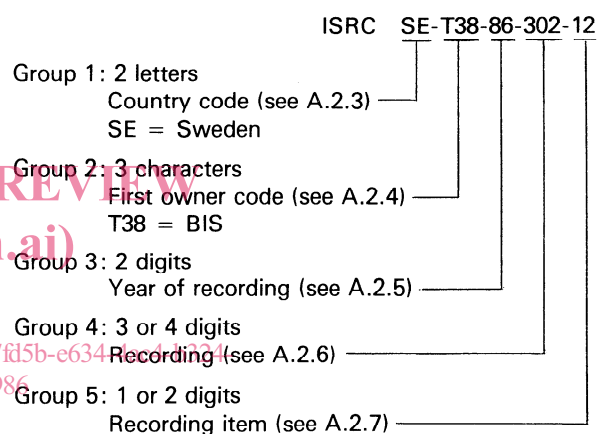 ISRC SE-T38-86-302-12
Group 1: 2 letters
Country code (see A.2.3)
SE = Sweden
Group 2: 3 characters
REVIEW
First owner code (see A.2.4)
T38 = BIS
.ai)
Group 3: 2 digits
Year of recording (see A.2.5)
Group 4: 3 or 4 digits
Recording (see A.2.6)
986
Group 5: 1 or 2 digits
Recording item (see A.2.7)